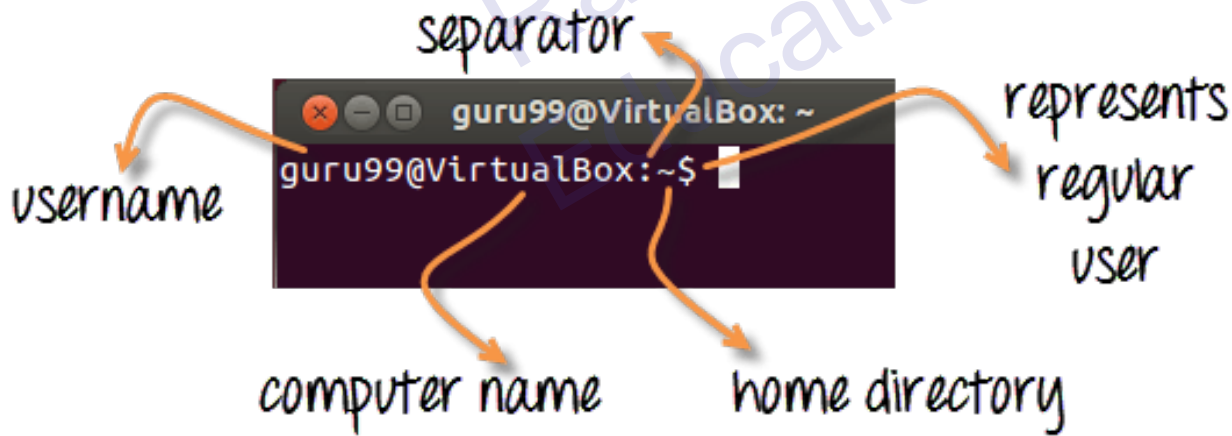 separator
guru99@VirtualBox: ~
represents
regular
user
guru99@VirtualBox:~$
username
computer name
home directory